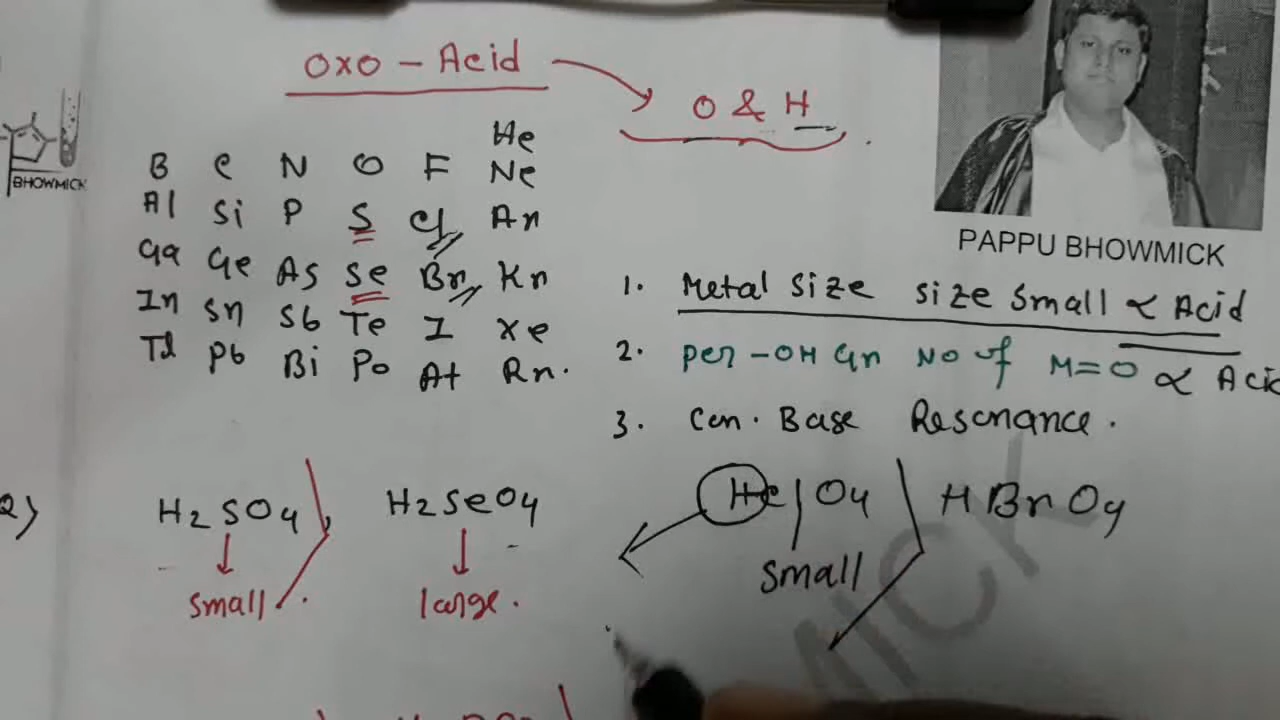 Oxo - Acid
O & H
He
B C N O F Ne
Al Si P S Cl Ar
Ga Ge As Se Br Kr
In Sn Sb Te I Xe
Tl Pb Bi Po At Rn.
BHOWMICK
PAPPU BHOWMICK
1. Metal Size Size Small ∝ Acid
2. per -OH Gr No of M=O ∝ Acid
3. Con. Base Resonance.
H2SO4 , H2SeO4
small. large.
HClO4 HBrO4
small
MICK